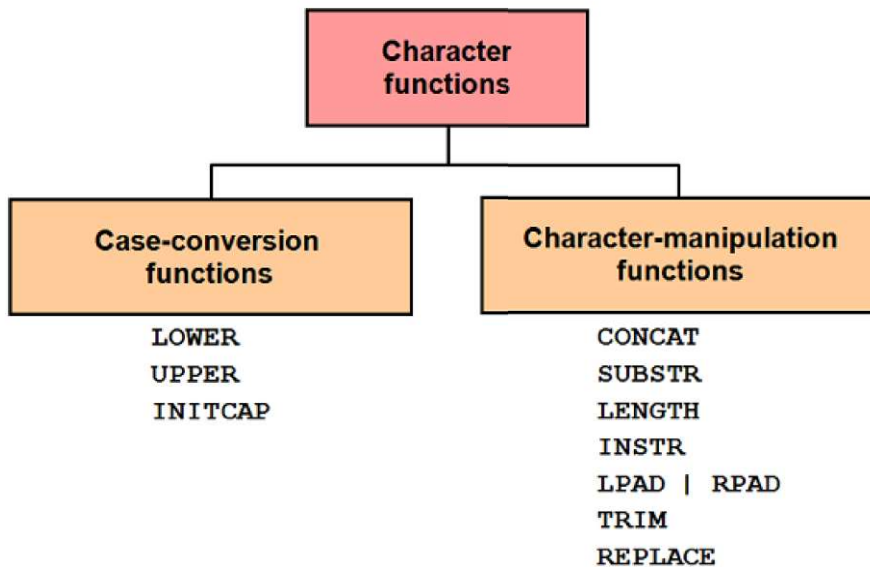 Character
functions
Case-conversion
functions
LOWER
UPPER
INITCAP
Character-manipulation
functions
CONCAT
SUBSTR
LENGTH
INSTR
LPAD | RPAD
TRIM
REPLACE